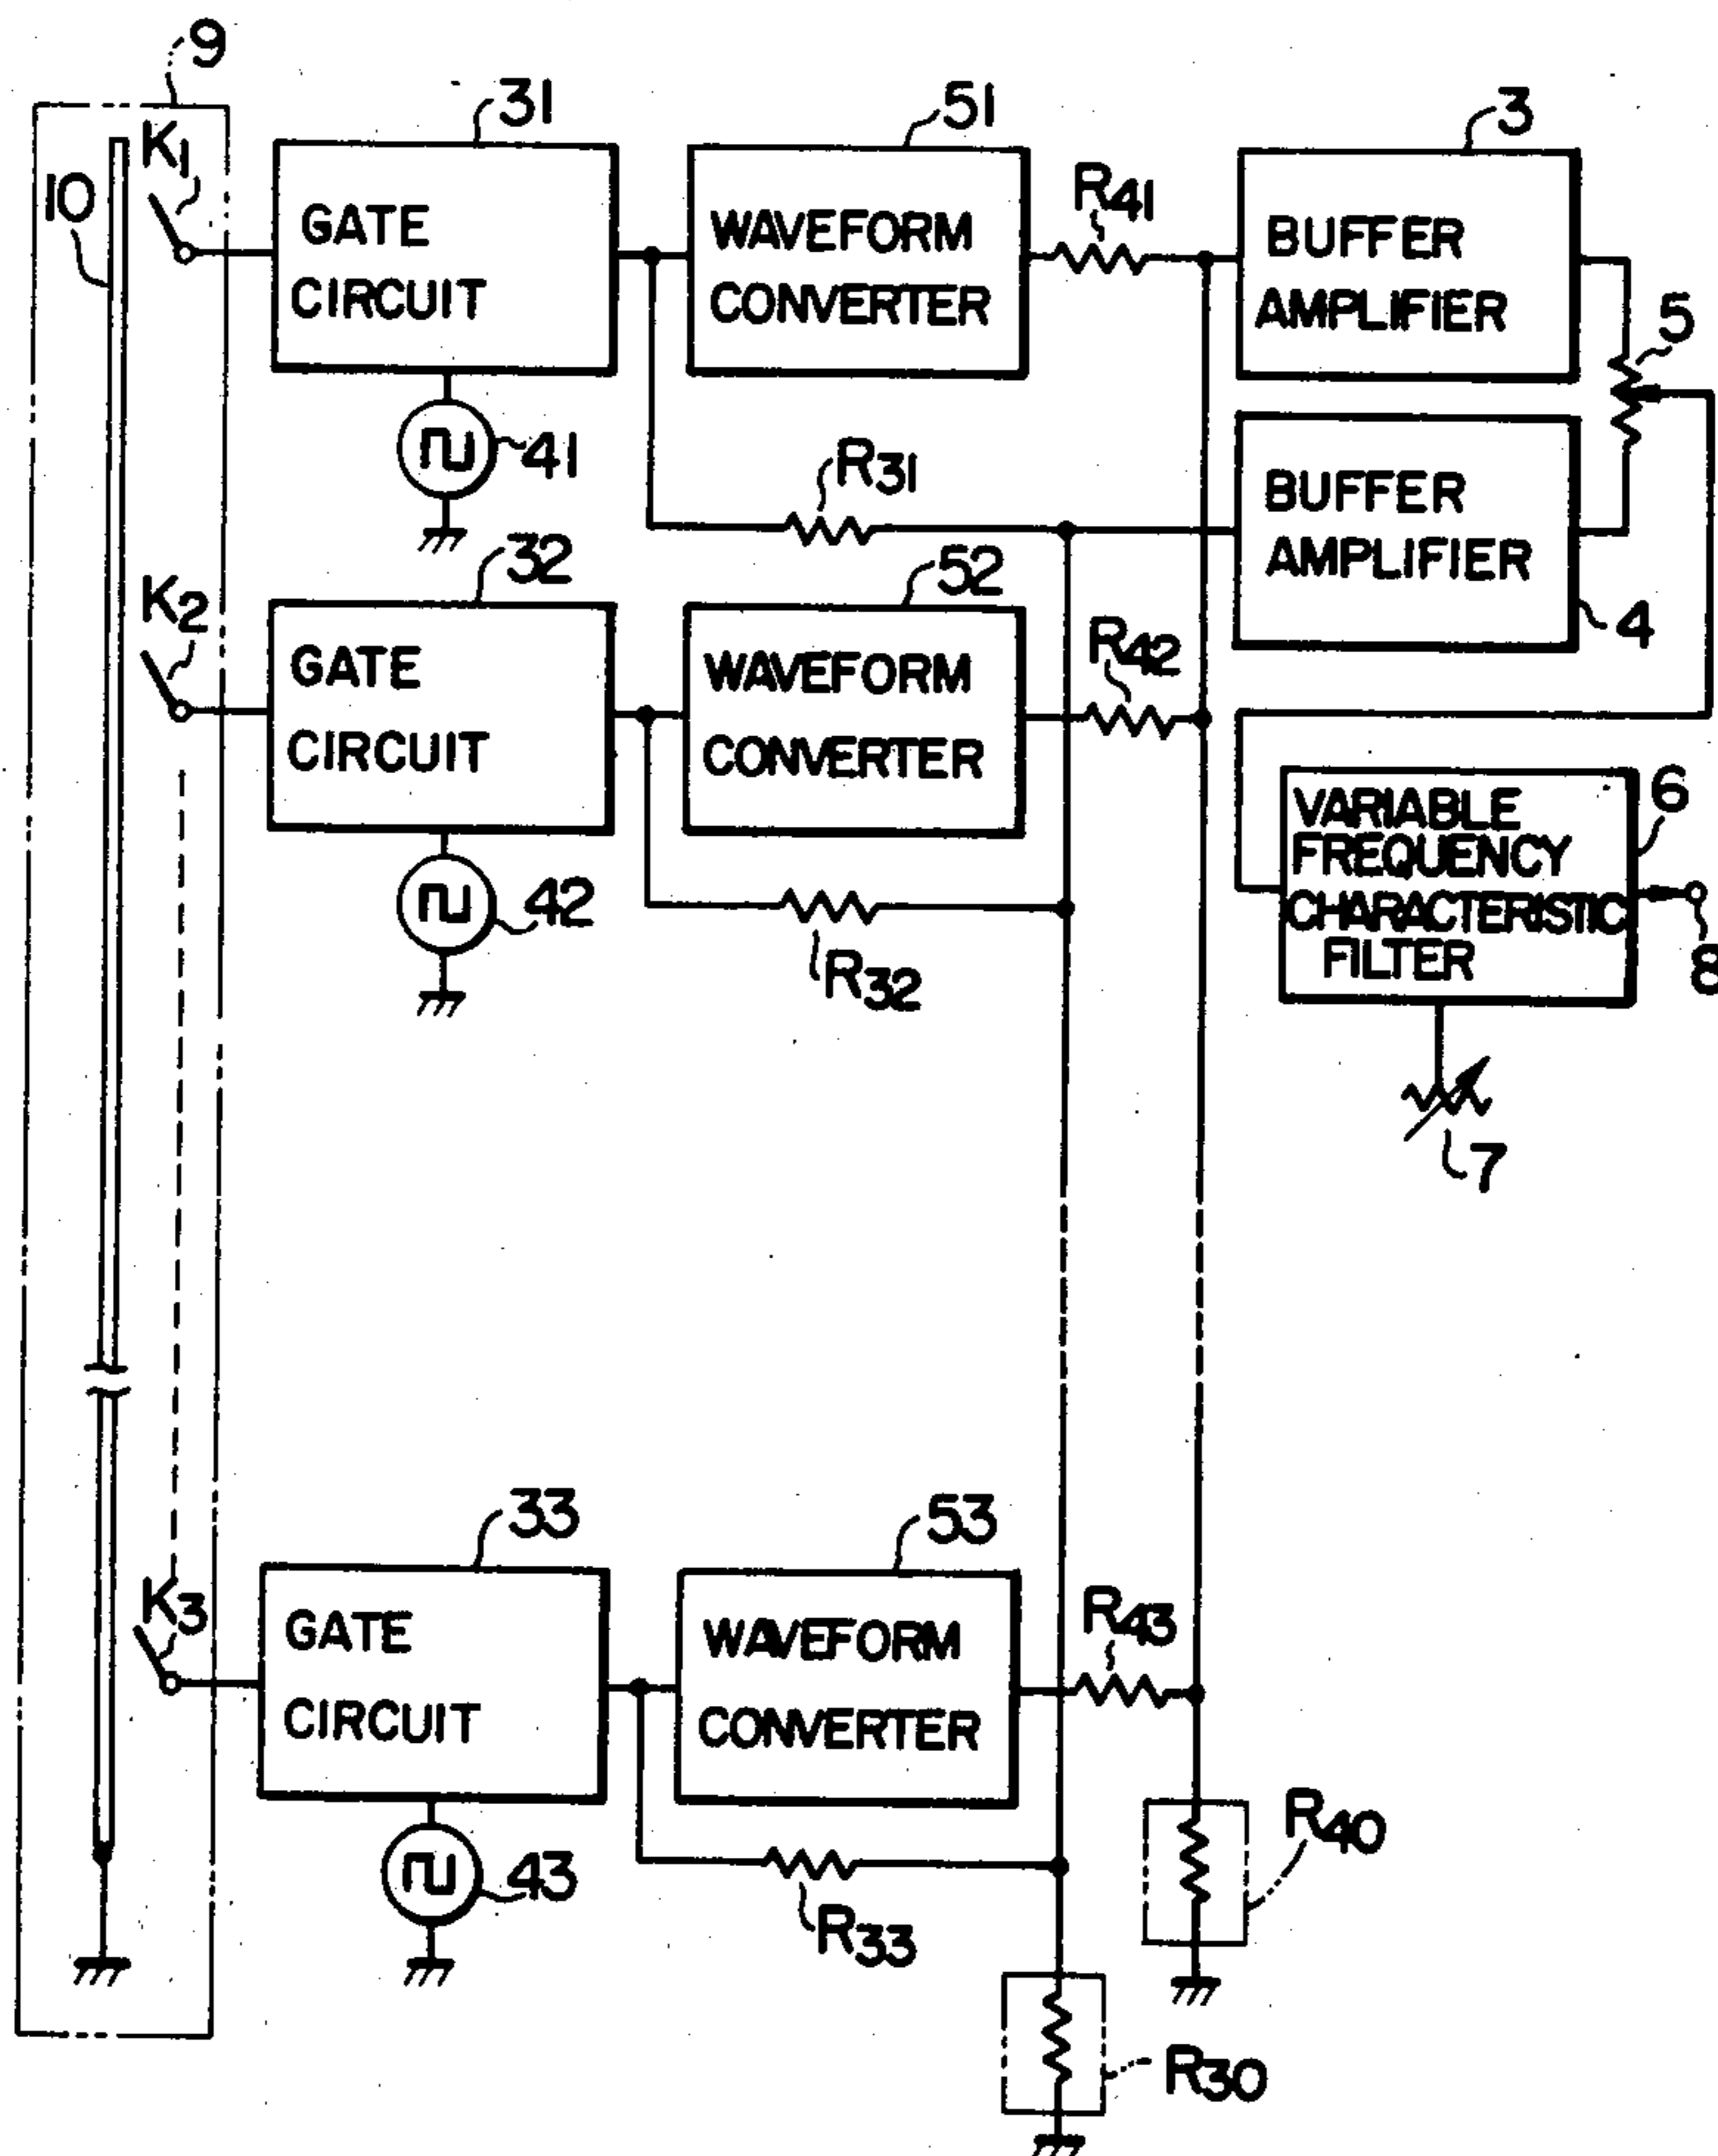 9
31
51
3
K1
10
GATE
CIRCUIT
WAVEFORM
CONVERTER
R41
BUFFER
AMPLIFIER
5
41
R31
BUFFER
AMPLIFIER
4
32
52
K2
GATE
CIRCUIT
WAVEFORM
CONVERTER
R42
42
R32
VARIABLE
FREQUENCY
CHARACTERISTIC
FILTER
6
8
7
33
53
K3
GATE
CIRCUIT
WAVEFORM
CONVERTER
R43
43
R33
R40
R30